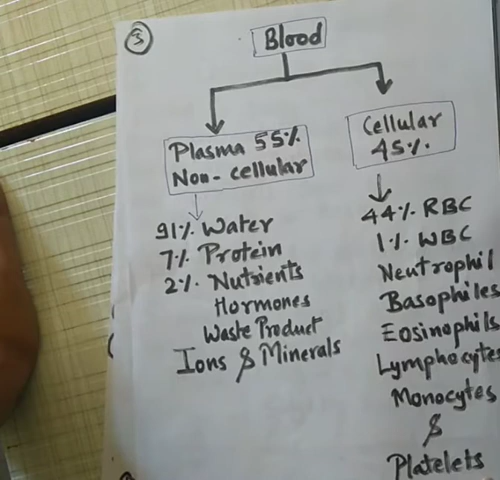 3
Blood
Plasma 55%
Non-cellular
91% Water
7% Protein
2% Nutrients
Hormones
Waste Product
Ions & Minerals
Cellular
45%.
44% RBC
1% WBC
Neutrophil
Basophiles
Eosinophils
Lymphocytes
Monocytes
&
Platelets